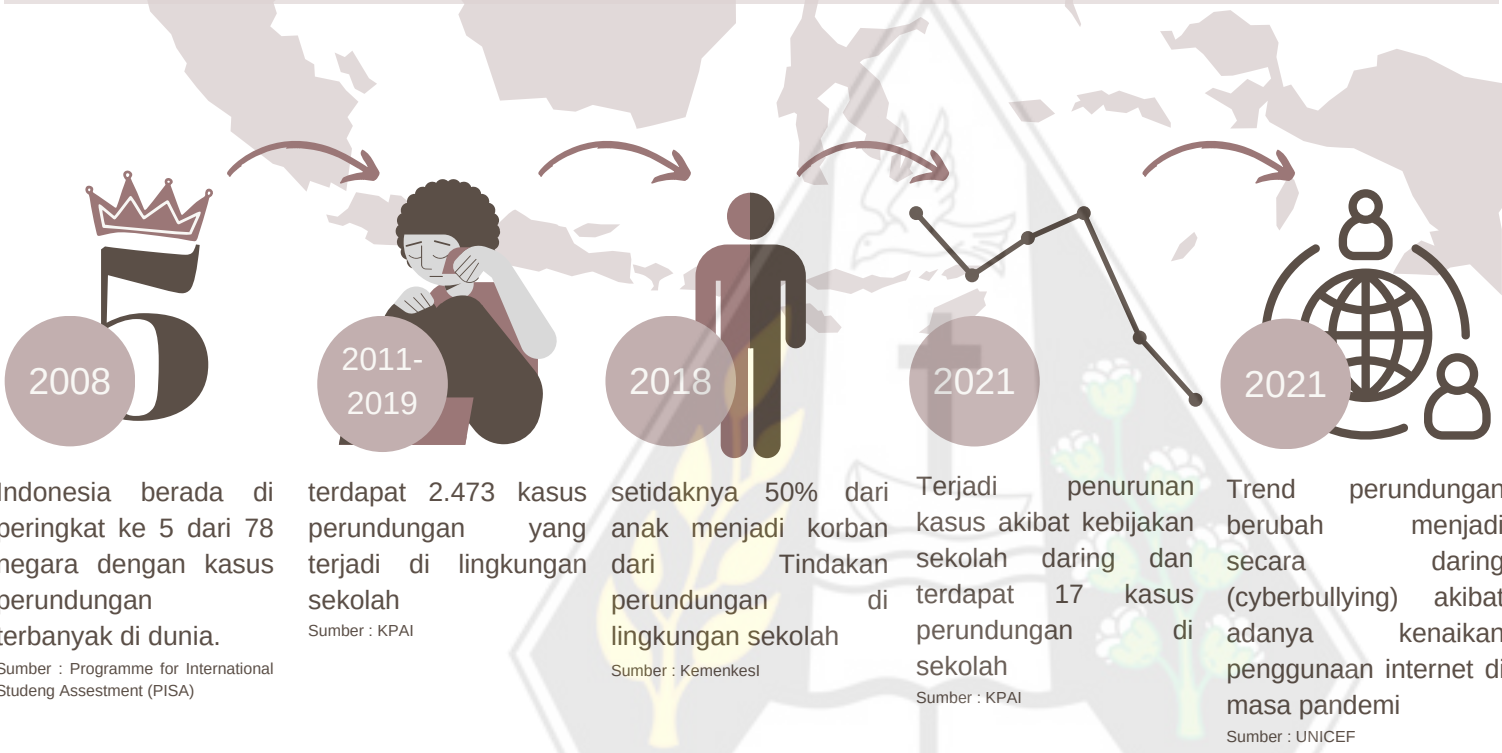 5
2008
Indonesia berada di
peringkat ke 5 dari 78
negara dengan kasus
perundungan
terbanyak di dunia.
Sumber : Programme for International
Studeng Assestment (PISA)
2011-
2019
terdapat 2.473 kasus
perundungan yang
terjadi di lingkungan
sekolah
Sumber : KPAI
2018
setidaknya 50% dari
anak menjadi korban
dari Tindakan
perundungan di
lingkungan sekolah
Sumber : KemenkesI
2021
Terjadi penurunan
kasus akibat kebijakan
sekolah daring dan
terdapat 17 kasus
perundungan di
sekolah
Sumber : KPAI
2021
Trend perundungan
berubah menjadi
secara daring
(cyberbullying) akibat
adanya kenaikan
penggunaan internet di
masa pandemi
Sumber : UNICEF